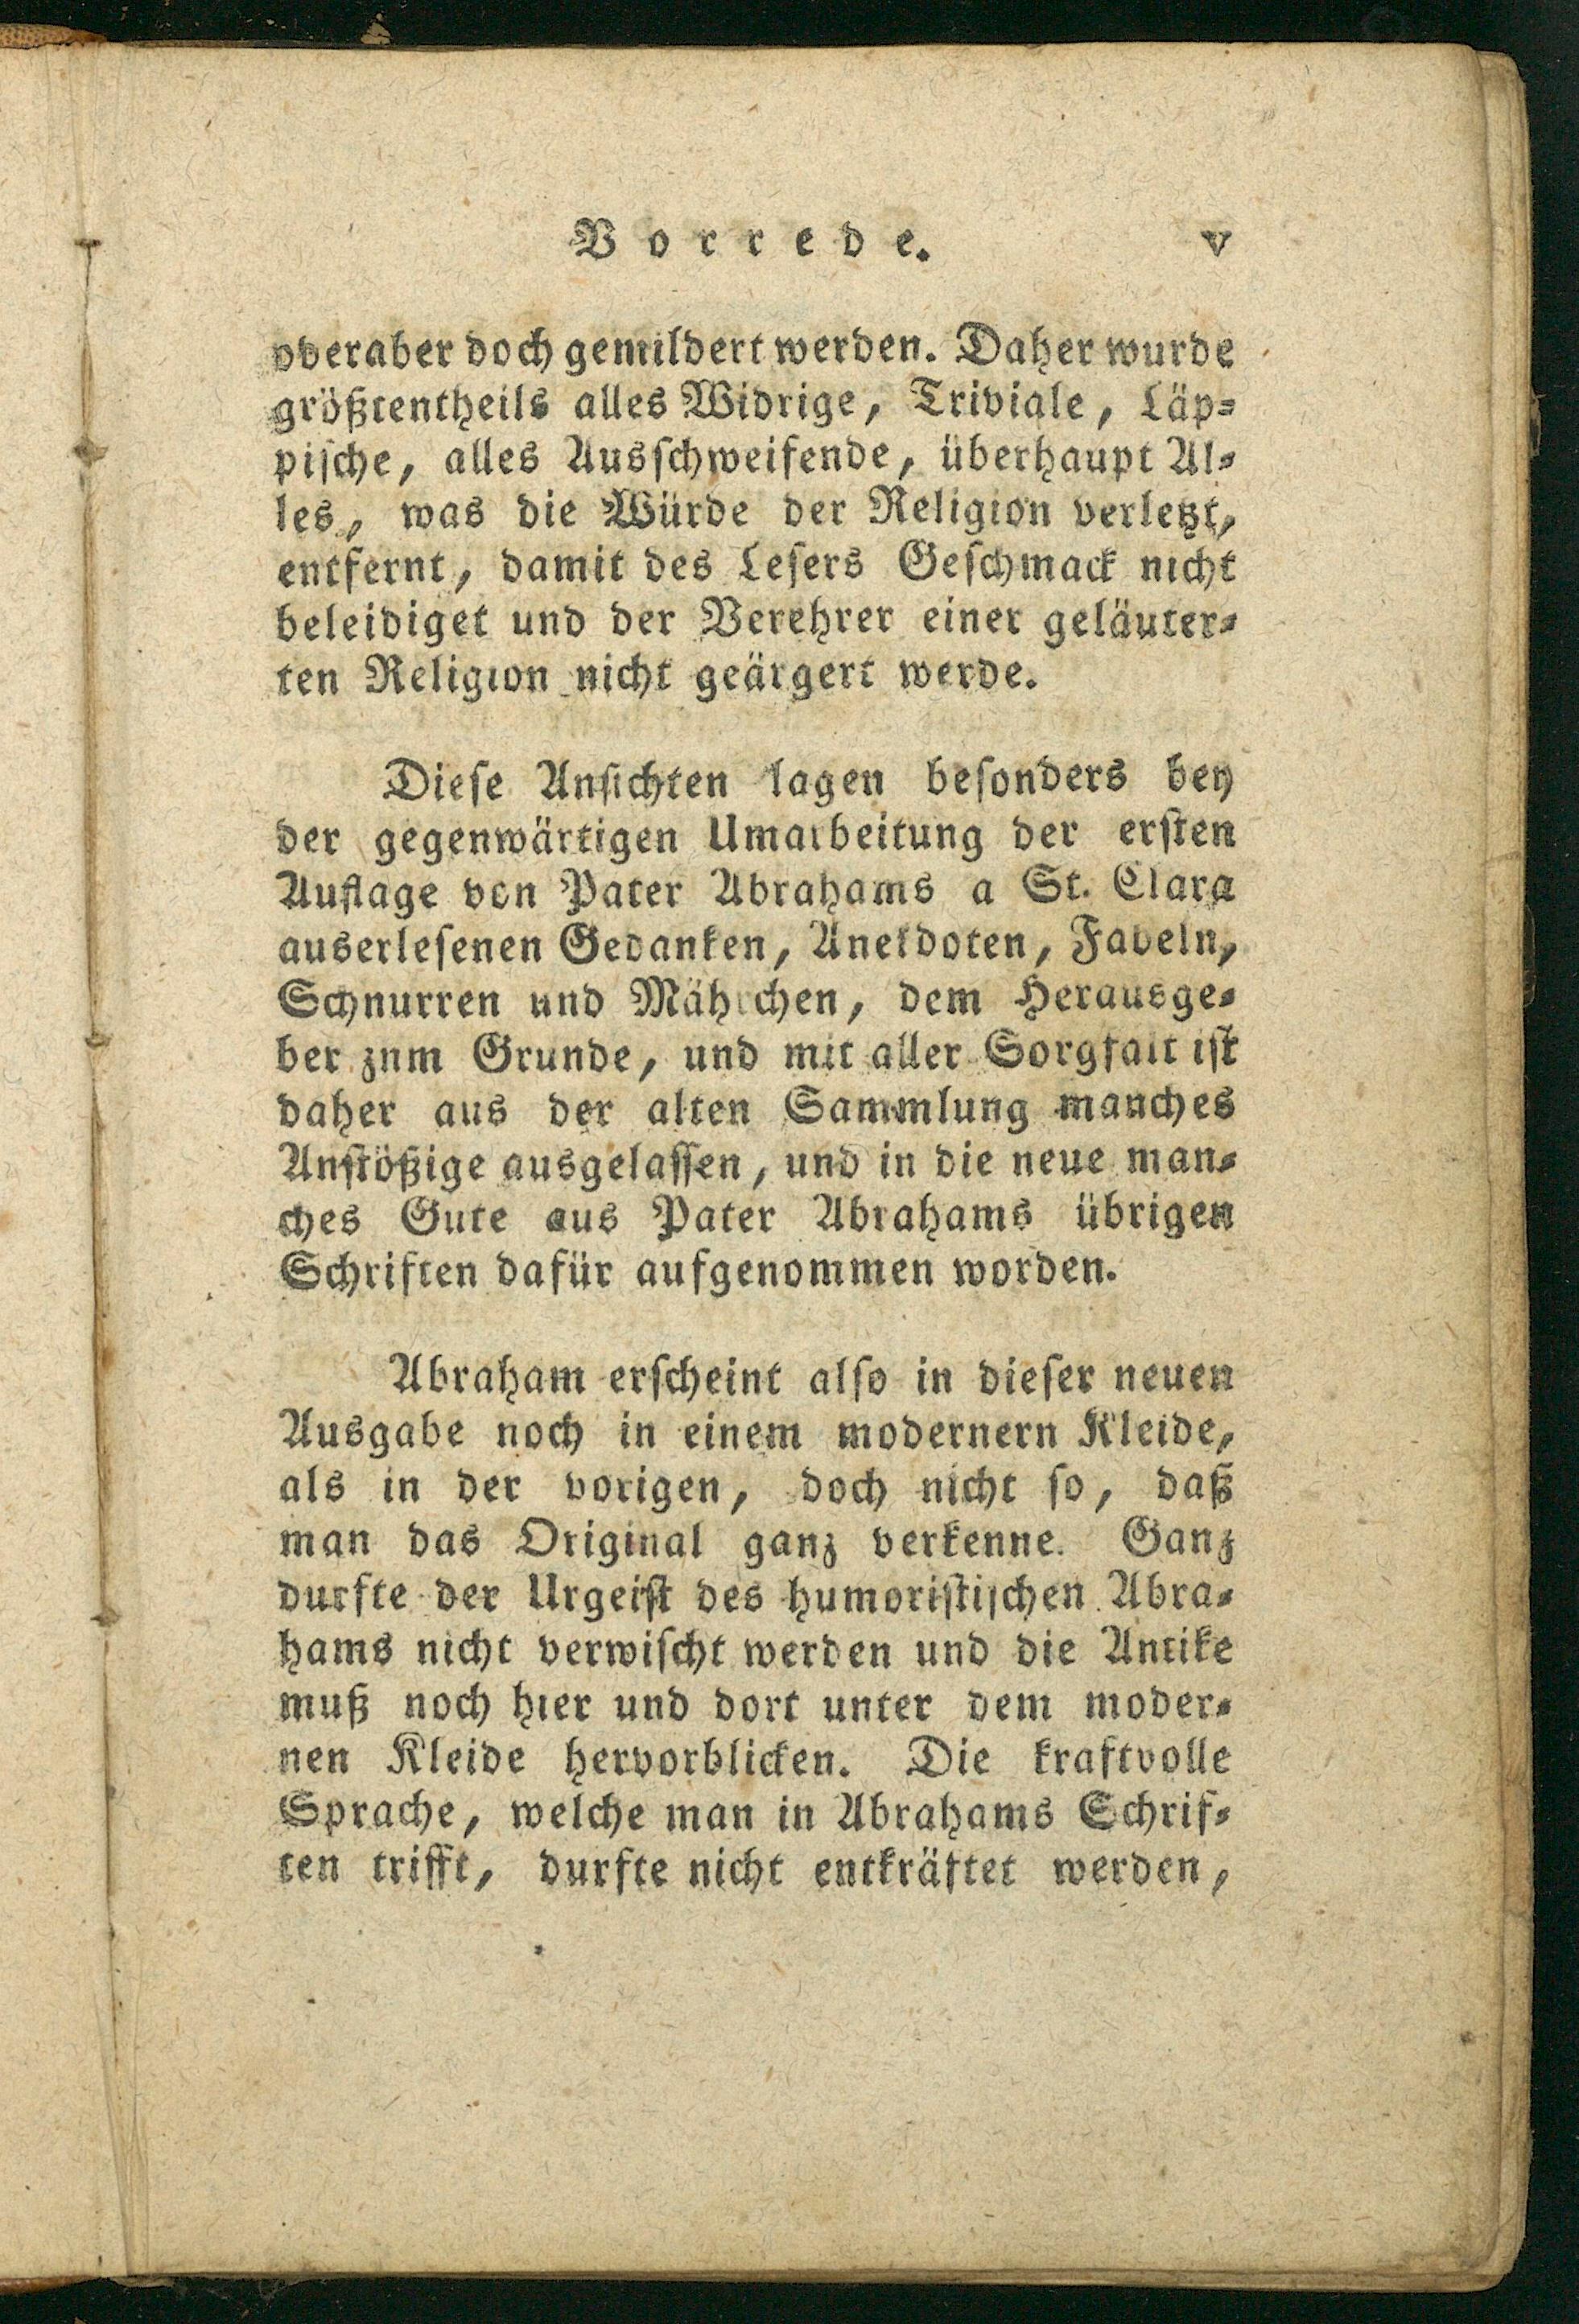 Vorrede. v
oder aber doch gemildert werden. Daher wurde
größtentheils alles Widrige, Triviale, Läp-
pische, alles Ausschweifende, überhaupt Al-
les, was die Würde der Religion verletzt,
entfernt, damit des Lesers Geschmack nicht
beleidiget und der Verehrer einer geläuter-
ten Religion nicht geärgert werde.
Diese Ansichten lagen besonders bey
der gegenwärtigen Umarbeitung der ersten
Auflage von Pater Abrahams a St. Clara
auserlesenen Gedanken, Anekdoten, Fabeln,
Schnurren und Mährchen, dem Herausge-
ber znm Grunde, und mit aller Sorgfalt ist
daher aus der alten Sammlung manches
Anstößige ausgelassen, und in die neue man-
ches Gute aus Pater Abrahams übrigen
Schriften dafür aufgenommen worden.
Abraham erscheint also in dieser neuen
Ausgabe noch in einem modernern Kleide,
als in der vorigen, doch nicht so, daß
man das Original ganz verkenne. Ganz
durfte der Urgeist des humoristischen Abra-
hams nicht verwischt werden und die Antike
muß noch hier und dort unter dem moder-
nen Kleide hervorblicken. Die kraftvolle
Sprache, welche man in Abrahams Schrif-
ten trifft, durfte nicht entkräftet werden,